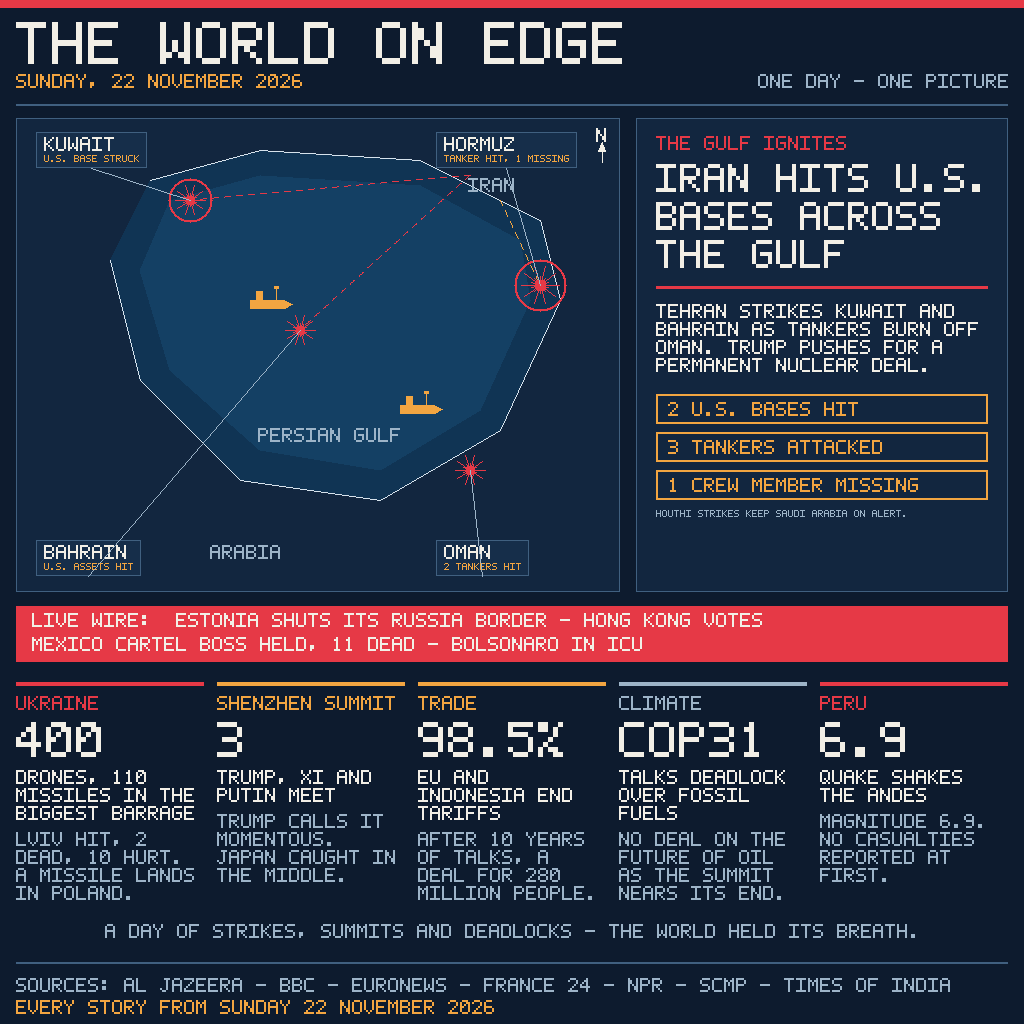 THE WORLD ON EDGE
SUNDAY, 22 NOVEMBER 2026
ONE DAY - ONE PICTURE
KUWAIT
U.S. BASE STRUCK
HORMUZ
TANKER HIT, 1 MISSING
N
IRAN
PERSIAN GULF
BAHRAIN
U.S. ASSETS HIT
ARABIA
OMAN
2 TANKERS HIT
THE GULF IGNITES
IRAN HITS U.S.
BASES ACROSS
THE GULF
TEHRAN STRIKES KUWAIT AND
BAHRAIN AS TANKERS BURN OFF
OMAN. TRUMP PUSHES FOR A
PERMANENT NUCLEAR DEAL.
2 U.S. BASES HIT
3 TANKERS ATTACKED
1 CREW MEMBER MISSING
HOUTHI STRIKES KEEP SAUDI ARABIA ON ALERT.
LIVE WIRE: ESTONIA SHUTS ITS RUSSIA BORDER - HONG KONG VOTES
MEXICO CARTEL BOSS HELD, 11 DEAD - BOLSONARO IN ICU
UKRAINE
400
DRONES, 110
MISSILES IN THE
BIGGEST BARRAGE
LVIV HIT, 2
DEAD, 10 HURT.
A MISSILE LANDS
IN POLAND.
SHENZHEN SUMMIT
3
TRUMP, XI AND
PUTIN MEET
TRUMP CALLS IT
MOMENTOUS.
JAPAN CAUGHT IN
THE MIDDLE.
TRADE
98.5%
EU AND
INDONESIA END
TARIFFS
AFTER 10 YEARS
OF TALKS, A
DEAL FOR 280
MILLION PEOPLE.
CLIMATE
COP31
TALKS DEADLOCK
OVER FOSSIL
FUELS
NO DEAL ON THE
FUTURE OF OIL
AS THE SUMMIT
NEARS ITS END.
PERU
6.9
QUAKE SHAKES
THE ANDES
MAGNITUDE 6.9.
NO CASUALTIES
REPORTED AT
FIRST.
A DAY OF STRIKES, SUMMITS AND DEADLOCKS - THE WORLD HELD ITS BREATH.
SOURCES: AL JAZEERA - BBC - EURONEWS - FRANCE 24 - NPR - SCMP - TIMES OF INDIA
EVERY STORY FROM SUNDAY 22 NOVEMBER 2026